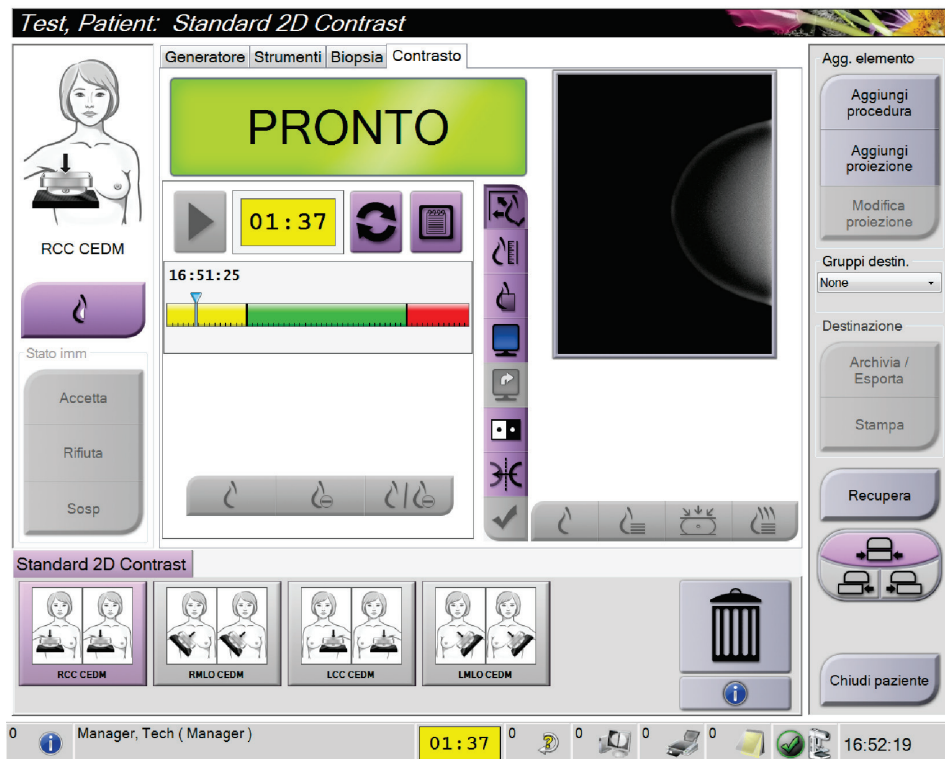 Test, Patient: Standard 2D Contrast
Generatore Strumenti Biopsia Contrasto
PRONTO
RCC CEDM
01:37
16:51:25
Stato imm
Accetta
Rifiuta
Sosp
Agg. elemento
Aggiungi
procedura
Aggiungi
proiezione
Modifica
proiezione
Gruppi destin.
None
Destinazione
Archivia /
Esporta
Stampa
Recupera
Chiudi paziente
Standard 2D Contrast
RCC CEDM
RMLO CEDM
LCC CEDM
LMLO CEDM
0 Manager, Tech ( Manager ) 01:37 0 0 0 0 16:52:19